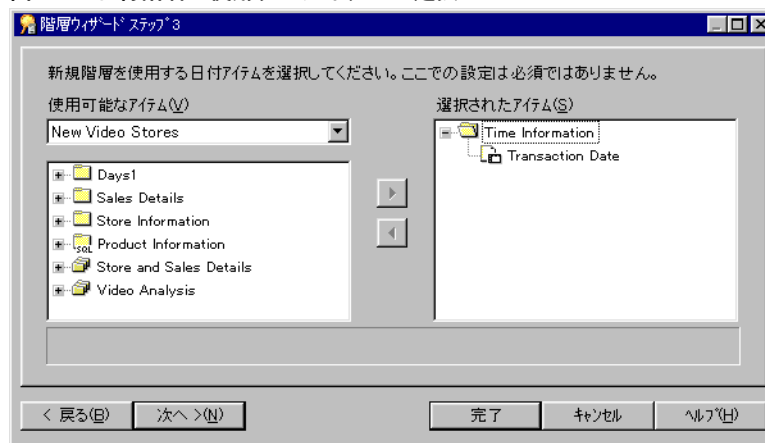 階層ウィザード ステップ3
新規階層を使用する日付アイテムを選択してください。ここでの設定は必須ではありません。
使用可能なアイテム(V)
選択されたアイテム(S)
New Video Stores
Time Information
Transaction Date
Days1
Sales Details
Store Information
SQL
Product Information
Store and Sales Details
Video Analysis
< 戻る(B)
次へ >(N)
完了
キャンセル
ヘルプ(H)